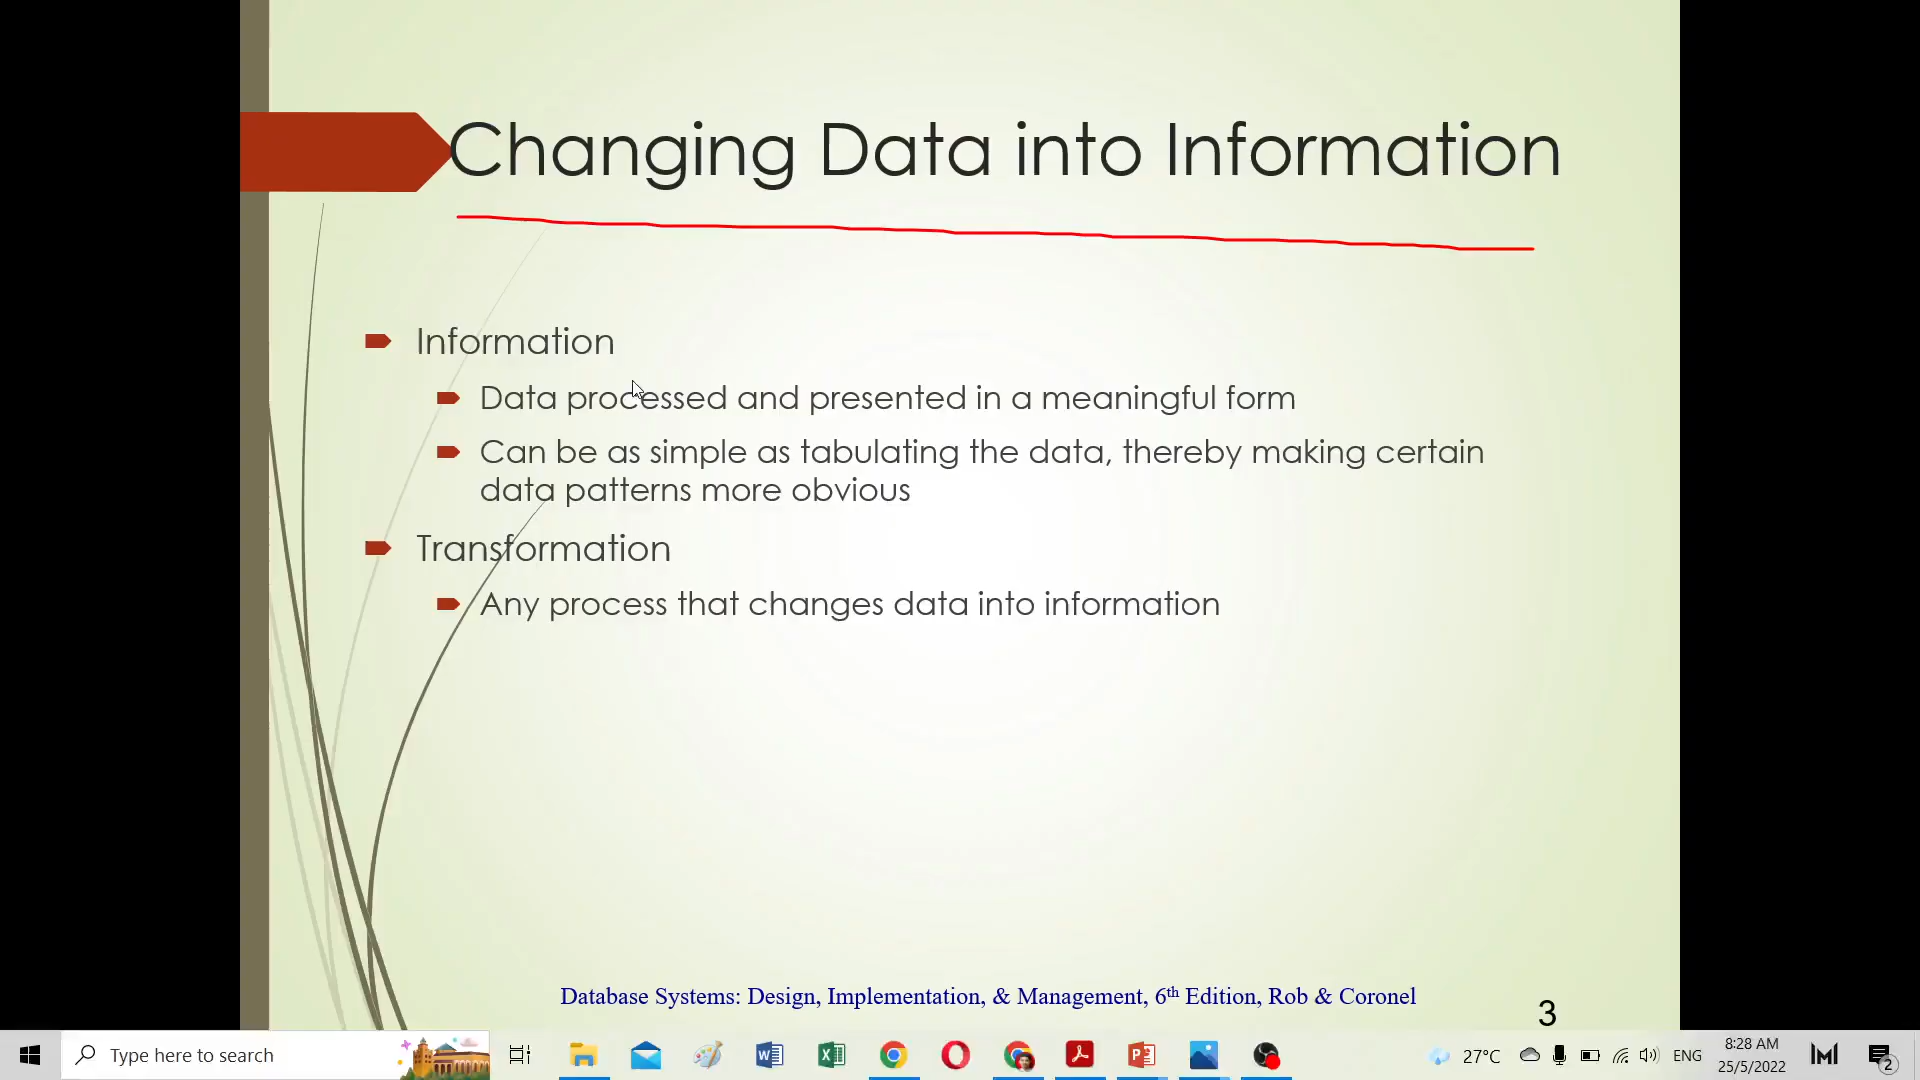 Changing Data into Information
Information
Data processed and presented in a meaningful form
Can be as simple as tabulating the data, thereby making certain
data patterns more obvious
Transformation
Any process that changes data into information
Database Systems: Design, Implementation, & Management, 6th Edition, Rob & Coronel
3
Type here to search
27°C
ENG
8:28 AM
25/5/2022
2